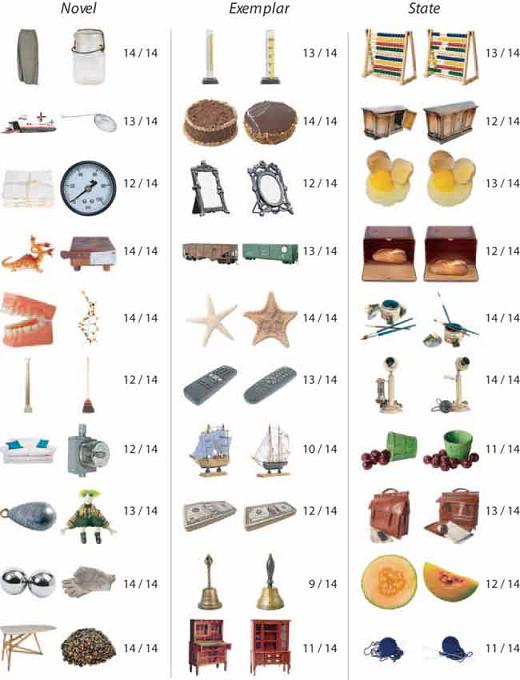 Novel Exemplar State
14 / 14 13 / 14 13 / 14
13 / 14 14 / 14 12 / 14
12 / 14 12 / 14 13 / 14
14 / 14 13 / 14 12 / 14
14 / 14 14 / 14 14 / 14
12 / 14 13 / 14 14 / 14
12 / 14 10 / 14 11 / 14
13 / 14 12 / 14 13 / 14
14 / 14 9 / 14 12 / 14
14 / 14 11 / 14 11 / 14